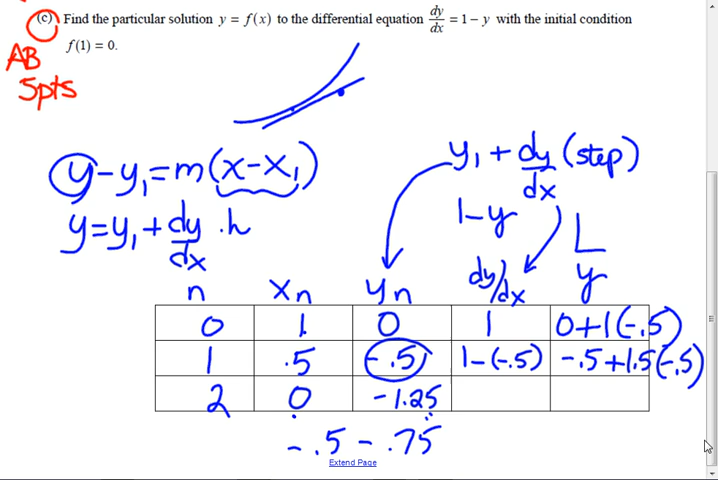 (c) Find the particular solution y = f(x) to the differential equation dy/dx = 1 − y with the initial condition
f(1) = 0.
AB
5pts
y-y₁=m(x-x₁)
y₁+dy/dx(step)
y=y₁+dy/dx·h
1-y
n xₙ yₙ dy/dx y
0 1 0 1 0+1(-.5)
1 .5 -.5 1-(-.5) -.5+1.5(-.5)
2 0 -1.25
-.5-.75
Extend Page